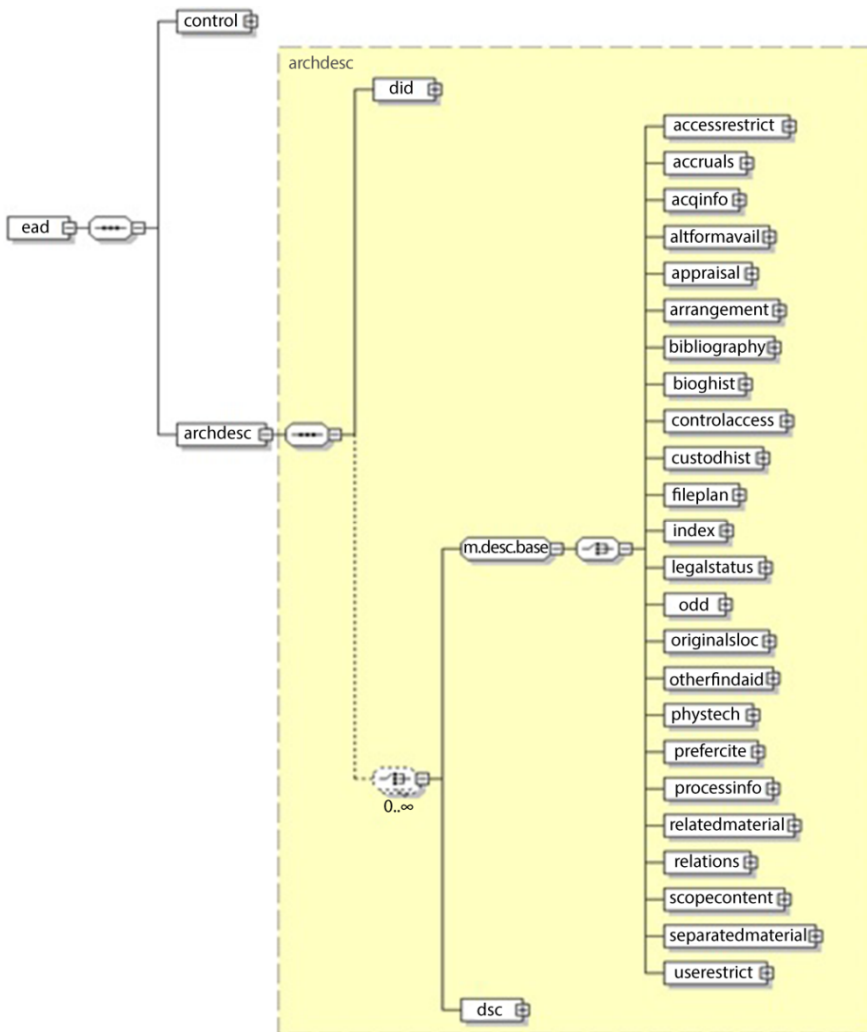 control
archdesc
did
accessrestrict
accruals
acqinfo
ead
altformavail
appraisal
arrangement
bibliography
bioghist
controlaccess
archdesc
custodhist
fileplan
index
m.desc.base
legalstatus
odd
originalsloc
otherfindaid
phystech
prefercite
0..∞
processinfo
relatedmaterial
relations
scopecontent
separatedmaterial
userestrict
dsc